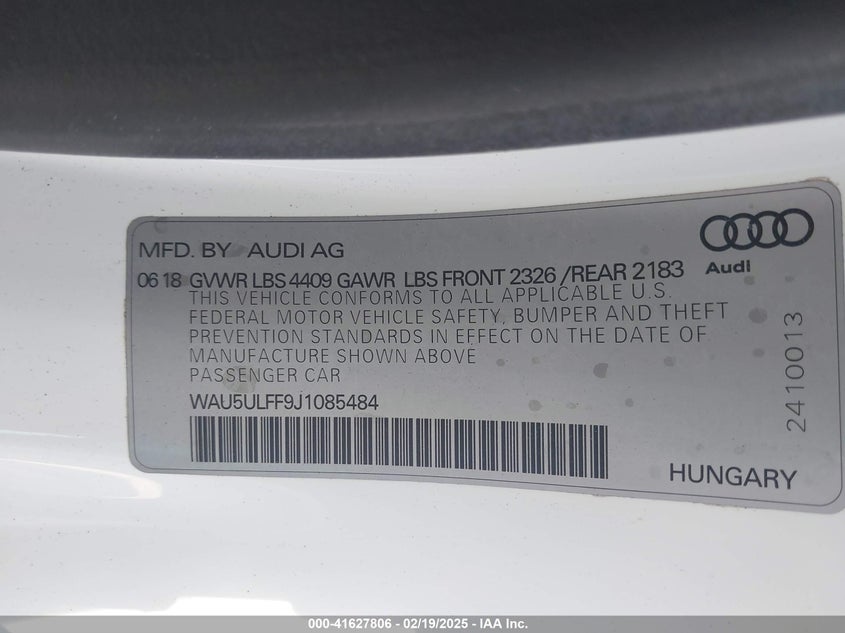 MFD. BY AUDI AG
Audi
06 18 GVWR LBS 4409 GAWR LBS FRONT 2326 /REAR 2183
THIS VEHICLE CONFORMS TO ALL APPLICABLE U.S.
FEDERAL MOTOR VEHICLE SAFETY, BUMPER AND THEFT
PREVENTION STANDARDS IN EFFECT ON THE DATE OF
MANUFACTURE SHOWN ABOVE
PASSENGER CAR
WAU5ULFF9J1085484
2410013
HUNGARY
000-41627806 - 02/19/2025 - IAA Inc.